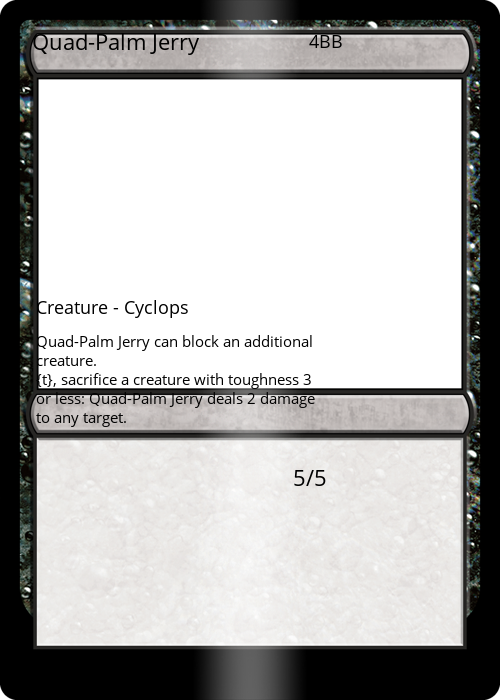 Quad-Palm Jerry 4BB
Creature - Cyclops
Quad-Palm Jerry can block an additional
creature.
{t}, sacrifice a creature with toughness 3
or less: Quad-Palm Jerry deals 2 damage
to any target.
5/5